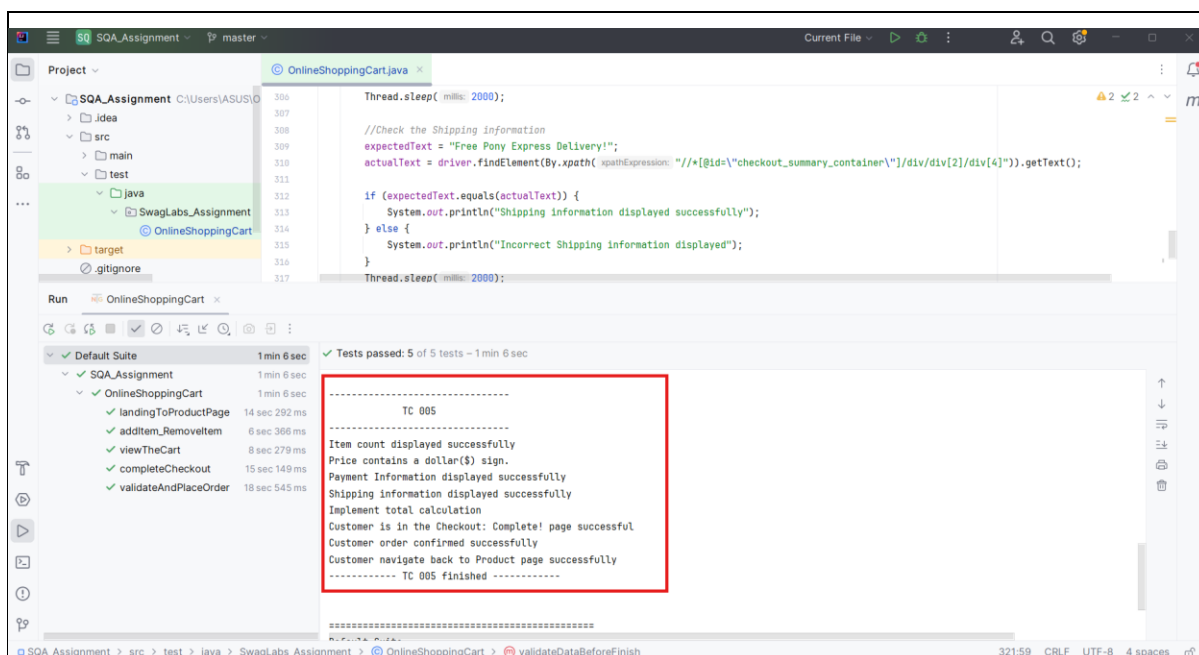 SQ SQA_Assignment master Current File
Project
OnlineShoppingCart.java
SQA_Assignment C:\Users\ASUS\O
.idea
src
main
test
java
SwagLabs_Assignment
OnlineShoppingCart
target
.gitignore
306 Thread.sleep( millis: 2000);
307
308 //Check the Shipping information
309 expectedText = "Free Pony Express Delivery!";
310 actualText = driver.findElement(By.xpath( xpathExpression: "//*[@id=\"checkout_summary_container\"]/div/div[2]/div[4]")).getText();
311
312 if (expectedText.equals(actualText)) {
313 System.out.println("Shipping information displayed successfully");
314 } else {
315 System.out.println("Incorrect Shipping information displayed");
316 }
317 Thread.sleep( millis: 2000);
2 2
m
Run OnlineShoppingCart
Default Suite 1 min 6 sec
SQA_Assignment 1 min 6 sec
OnlineShoppingCart 1 min 6 sec
landingToProductPage 14 sec 292 ms
addItem_RemoveItem 6 sec 366 ms
viewTheCart 8 sec 279 ms
completeCheckout 15 sec 149 ms
validateAndPlaceOrder 18 sec 545 ms
Tests passed: 5 of 5 tests – 1 min 6 sec
--------------------------------
TC 005
--------------------------------
Item count displayed successfully
Price contains a dollar($) sign.
Payment Information displayed successfully
Shipping information displayed successfully
Implement total calculation
Customer is in the Checkout: Complete! page successful
Customer order confirmed successfully
Customer navigate back to Product page successfully
------------ TC 005 finished ------------
===============================================
Default Suite
SQA_Assignment > src > test > java > SwagLabs_Assignment > OnlineShoppingCart > validateDataBeforeFinish 321:59 CRLF UTF-8 4 spaces